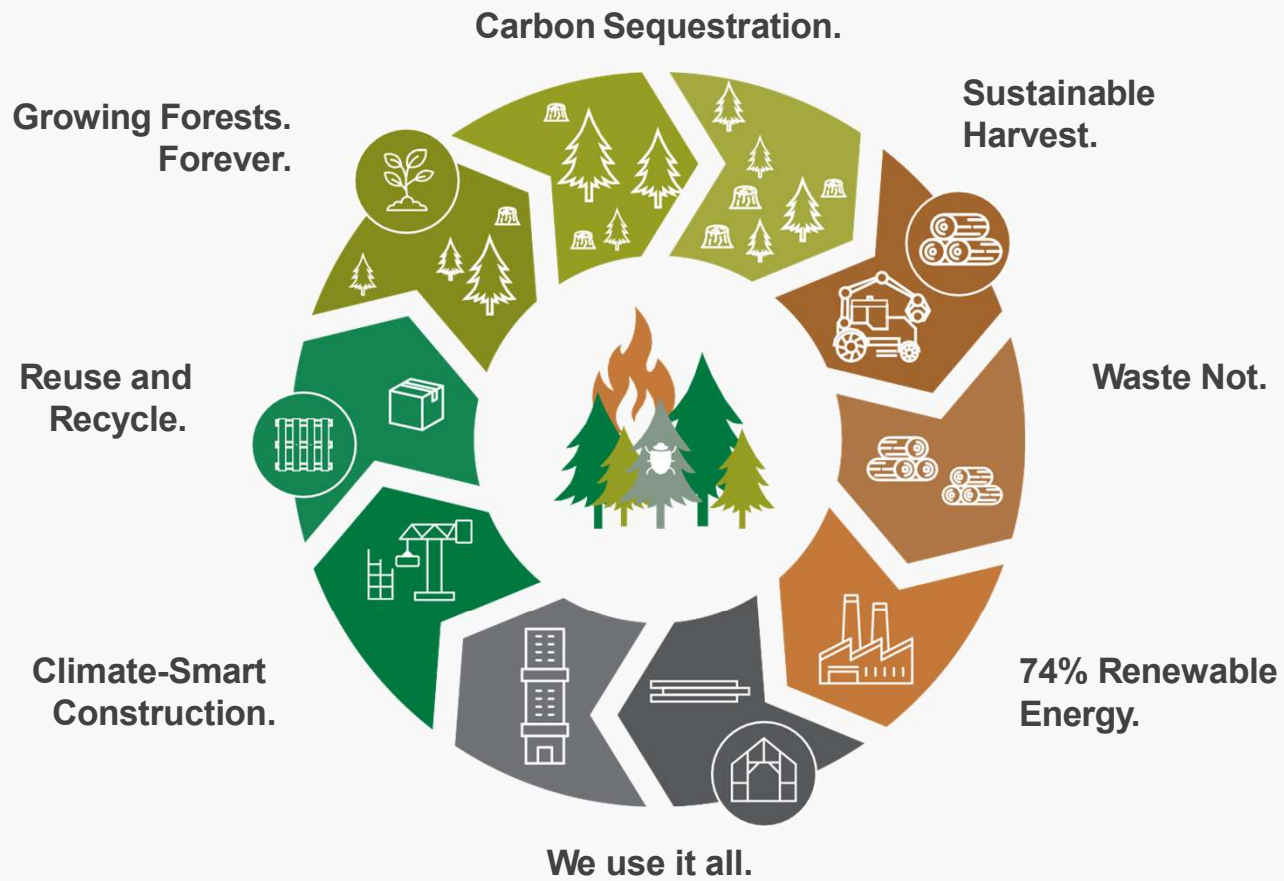 Carbon Sequestration.
Sustainable
Harvest.
Waste Not.
74% Renewable
Energy.
We use it all.
Climate-Smart
Construction.
Reuse and
Recycle.
Growing Forests.
Forever.